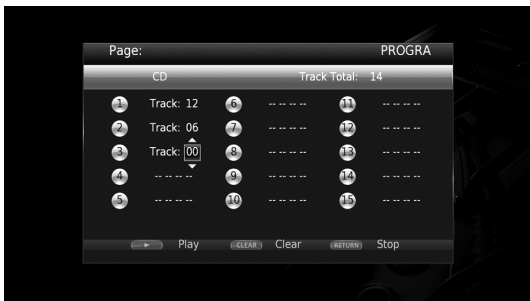 Page: PROGRA
CD Track Total: 14
1 Track: 12 6 -- -- -- -- 11 -- -- -- --
2 Track: 06 7 -- -- -- -- 12 -- -- -- --
3 Track: 00 8 -- -- -- -- 13 -- -- -- --
4 -- -- -- -- 9 -- -- -- -- 14 -- -- -- --
5 -- -- -- -- 10 -- -- -- -- 15 -- -- -- --
Play CLEAR Clear RETURN Stop